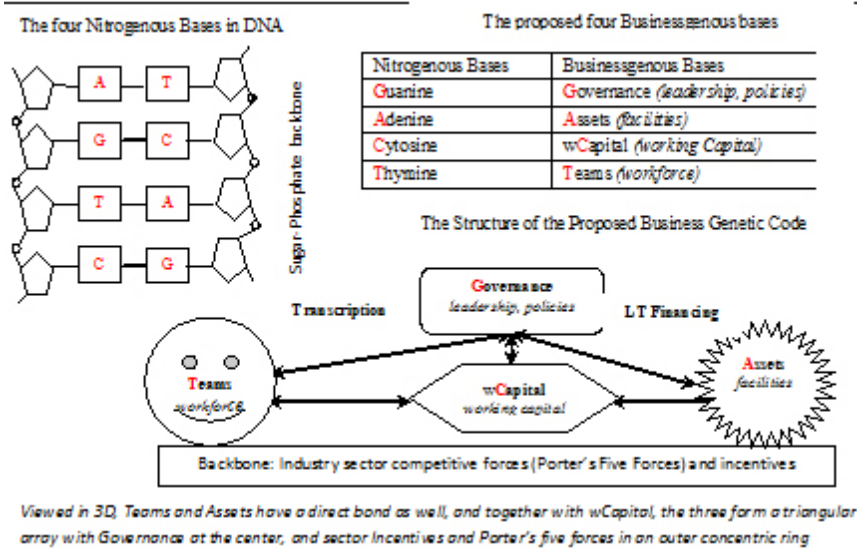 The four Nitrogenous Bases in DNA
A T
G C
T A
C G
Sugar-Phosphate backbone
The proposed four Businessgenous bases
Nitrogenous Bases Businessgenous Bases
Guanine Governance (leadership, policies)
Adenine Assets (facilities)
Cytosine wCapital (working Capital)
Thymine Teams (workforce)
The Structure of the Proposed Business Genetic Code
Governance
leadership, policies
Transcription
LT Financing
Teams
workforce
wCapital
working capital
Assets
facilities
Backbone: Industry sector competitive forces (Porter's Five Forces) and incentives
Viewed in 3D, Teams and Assets have a direct bond as well, and together with wCapital, the three form a triangular
array with Governance at the center, and sector Incentives and Porter's five forces in an outer concentric ring